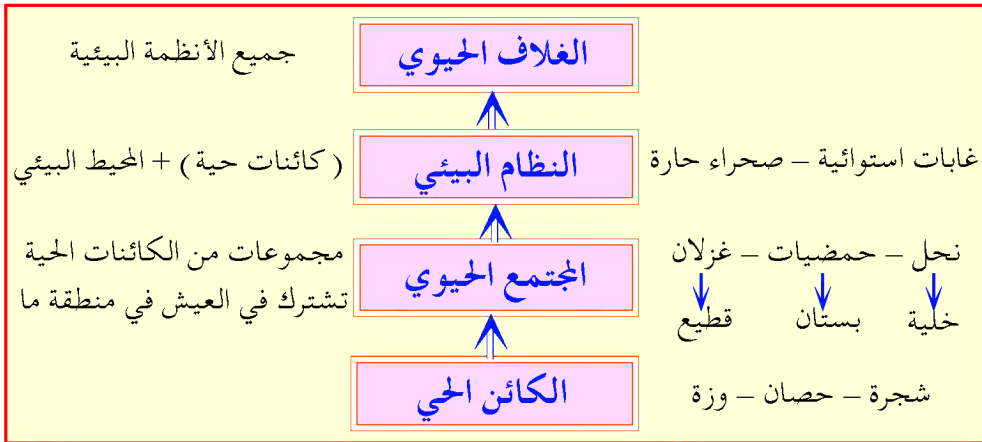 الغلاف الحيوي
جميع الأنظمة البيئية
غابات استوائية – صحراء حارة
النظام البيئي
(كائنات حية) + المحيط البيئي
نحل – حمضيات – غزلان
خلية بستان قطيع
المجتمع الحيوي
مجموعات من الكائنات الحية
تشترك في العيش في منطقة ما
شجرة – حصان – وزة
الكائن الحي